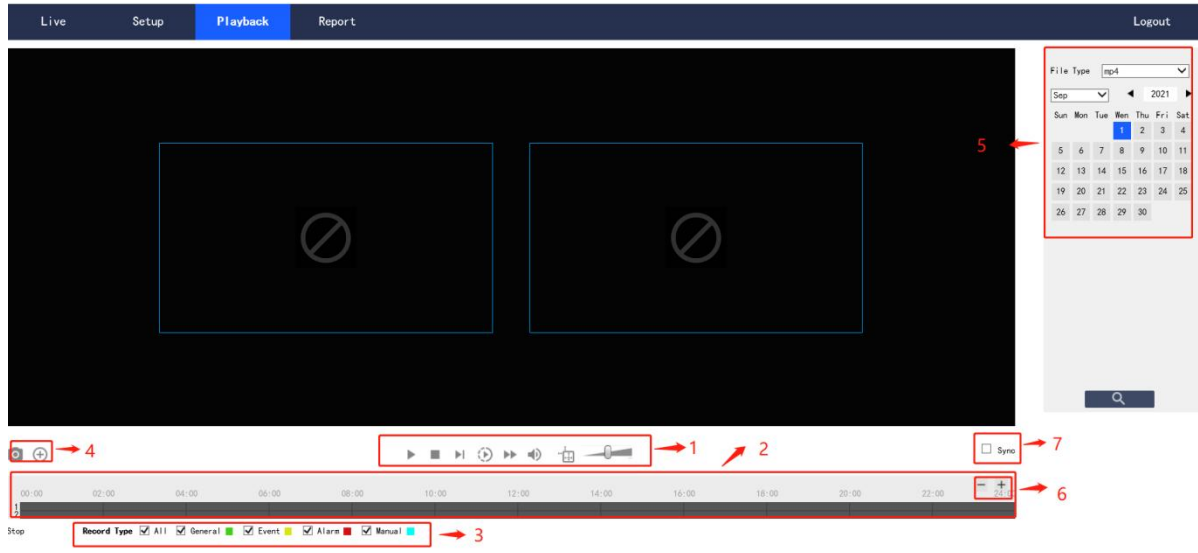 Live Setup Playback Report Logout
File Type mp4
Sep 2021
Sun Mon Tue Wen Thu Fri Sat
1 2 3 4
5 6 7 8 9 10 11
12 13 14 15 16 17 18
19 20 21 22 23 24 25
26 27 28 29 30
5
4
1
2
Sync
7
00:00 02:00 04:00 06:00 08:00 10:00 12:00 14:00 16:00 18:00 20:00 22:00 24:00
6
1
2
Stop
Record Type All General Event Alarm Manual
3